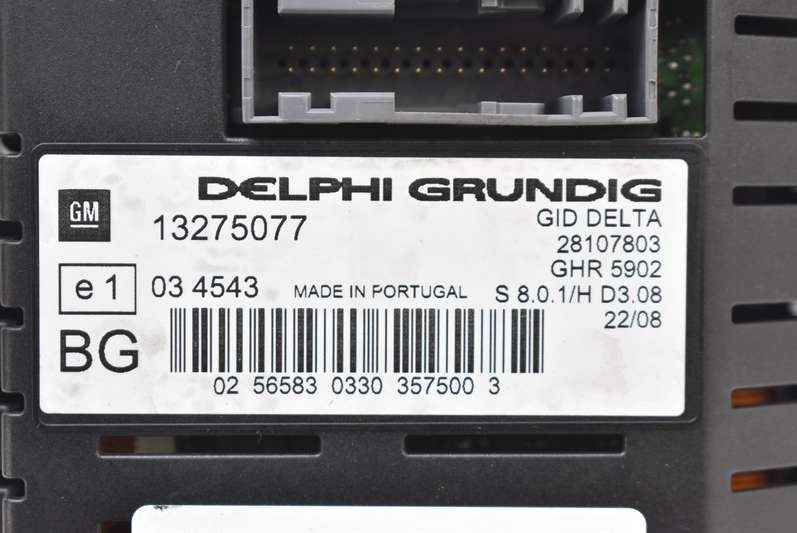 DELPHI GRUNDIG
GM
13275077
GID DELTA
28107803
GHR 5902
e1
03 4543
MADE IN PORTUGAL
S 8.0.1/H D3.08
22/08
BG
02 56583 0330 357500 3